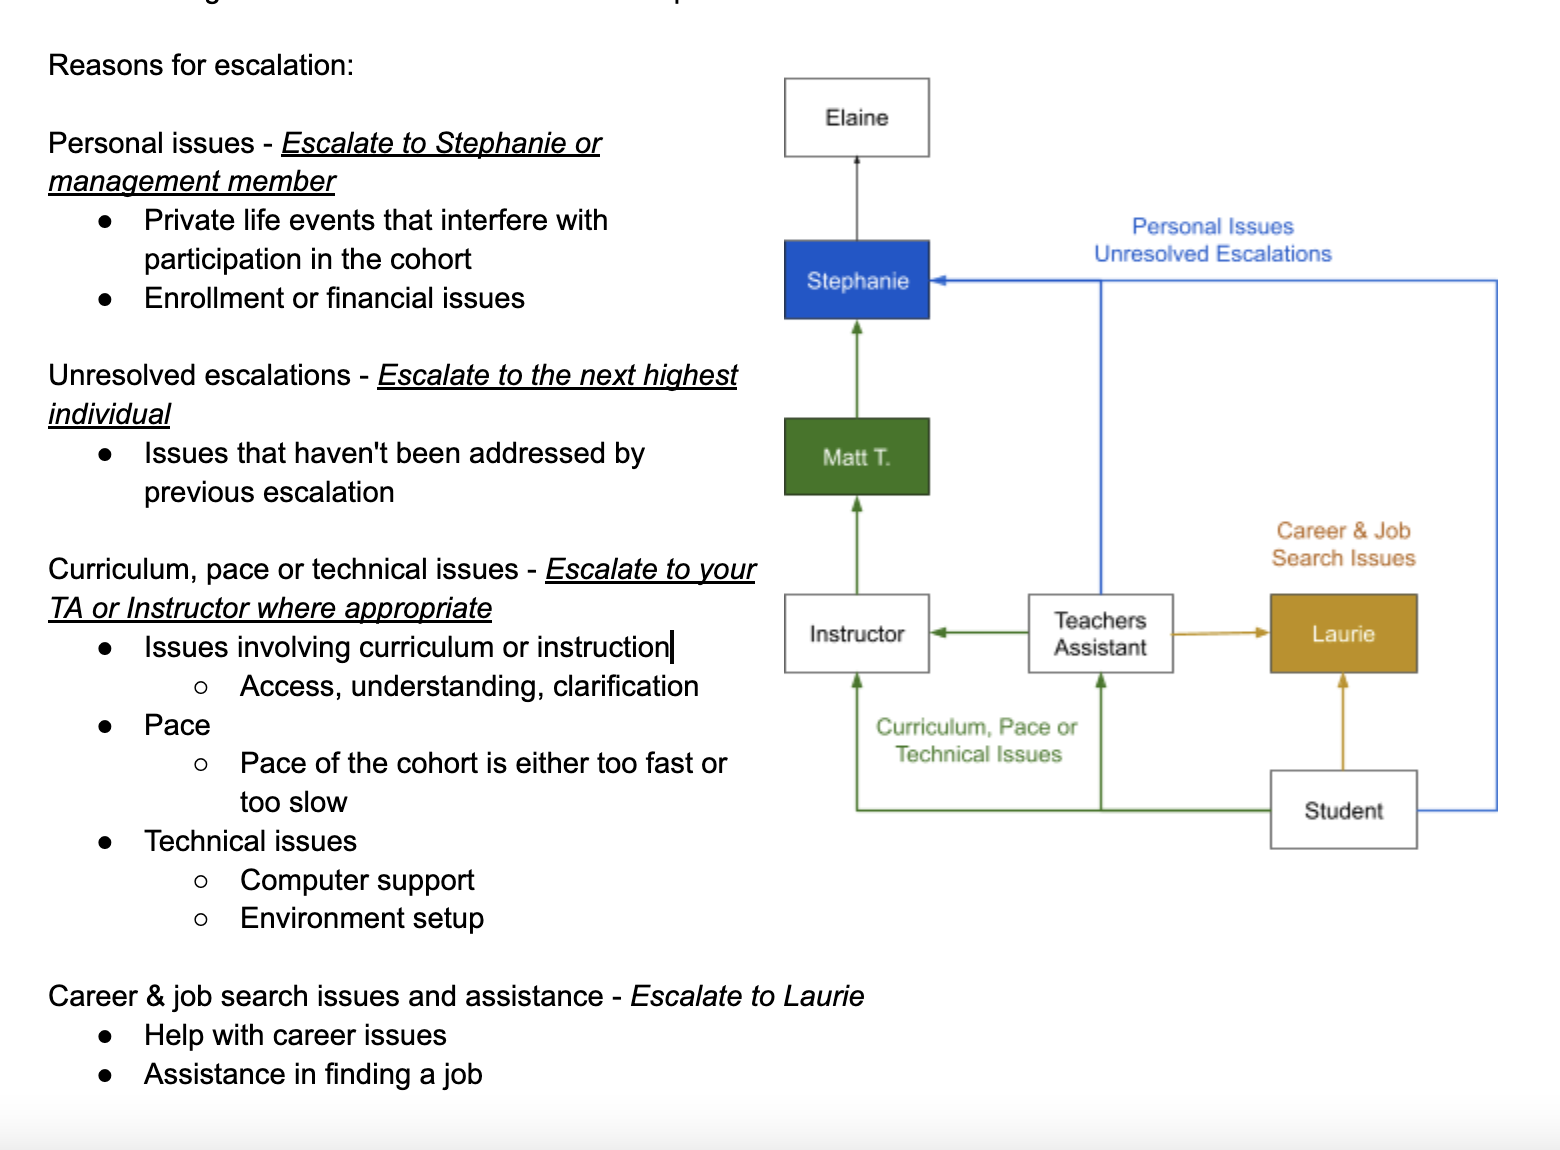 Reasons for escalation:
Personal issues - Escalate to Stephanie or
management member
● Private life events that interfere with
participation in the cohort
● Enrollment or financial issues
Unresolved escalations - Escalate to the next highest
individual
● Issues that haven't been addressed by
previous escalation
Curriculum, pace or technical issues - Escalate to your
TA or Instructor where appropriate
● Issues involving curriculum or instruction
○ Access, understanding, clarification
● Pace
○ Pace of the cohort is either too fast or
too slow
● Technical issues
○ Computer support
○ Environment setup
Career & job search issues and assistance - Escalate to Laurie
● Help with career issues
● Assistance in finding a job
Elaine
Personal Issues
Unresolved Escalations
Stephanie
Matt T.
Career & Job
Search Issues
Instructor
Teachers
Assistant
Laurie
Curriculum, Pace or
Technical Issues
Student